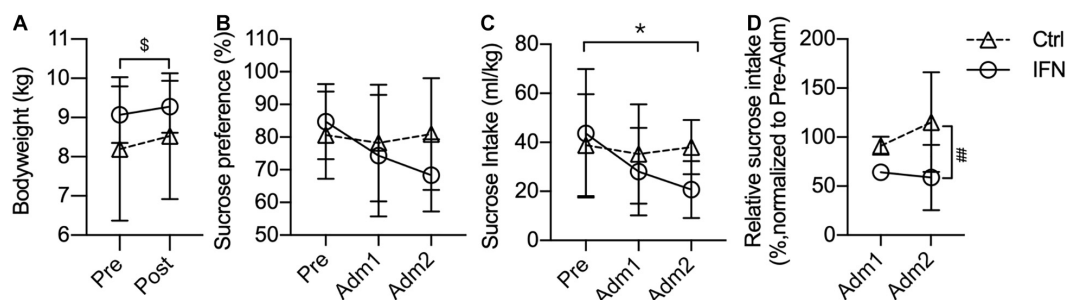 A
Bodyweight (kg)
11
10
9
8
7
6
$
Pre
Post
B
Sucrose preference (%)
110
100
90
80
70
60
50
Pre
Adm1
Adm2
C
Sucrose Intake (ml/kg)
80
60
40
20
0
*
Pre
Adm1
Adm2
D
Relative sucrose intake
(%,normalized to Pre-Adm)
200
150
100
50
0
##
Adm1
Adm2
Ctrl
IFN